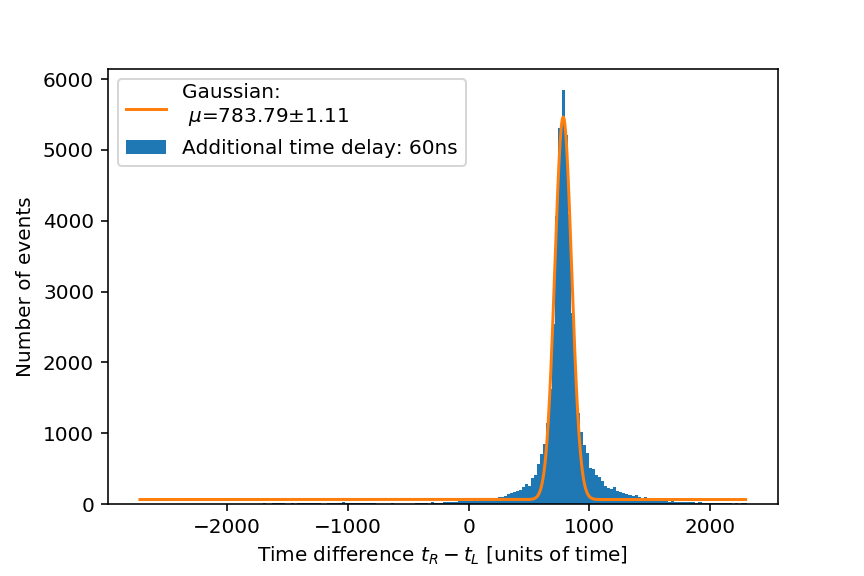 6000
5000
4000
3000
2000
1000
0
Number of events
Gaussian:
μ=783.79±1.11
Additional time delay: 60ns
−2000 −1000 0 1000 2000
Time difference t_R − t_L [units of time]